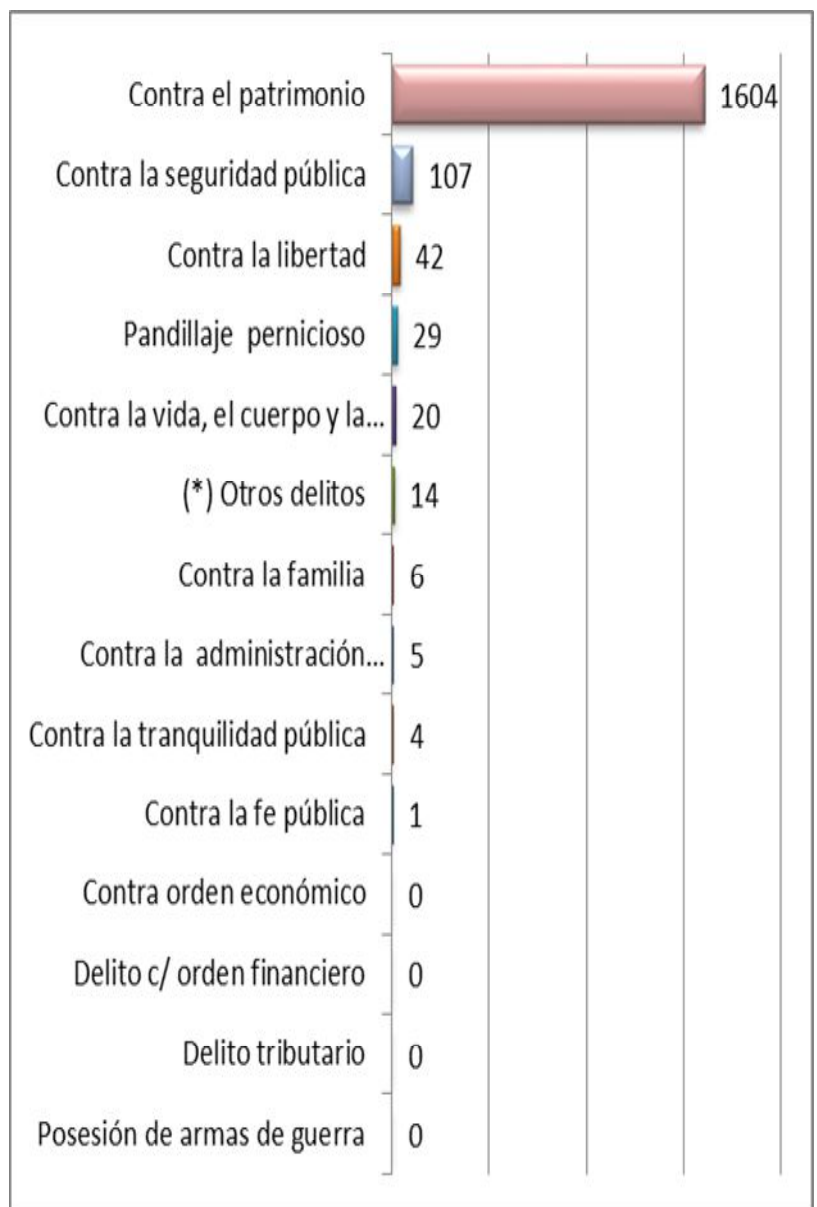 Contra el patrimonio 1604
Contra la seguridad pública 107
Contra la libertad 42
Pandillaje pernicioso 29
Contra la vida, el cuerpo y la... 20
(*) Otros delitos 14
Contra la familia 6
Contra la administración... 5
Contra la tranquilidad pública 4
Contra la fe pública 1
Contra orden económico 0
Delito c/ orden financiero 0
Delito tributario 0
Posesión de armas de guerra 0